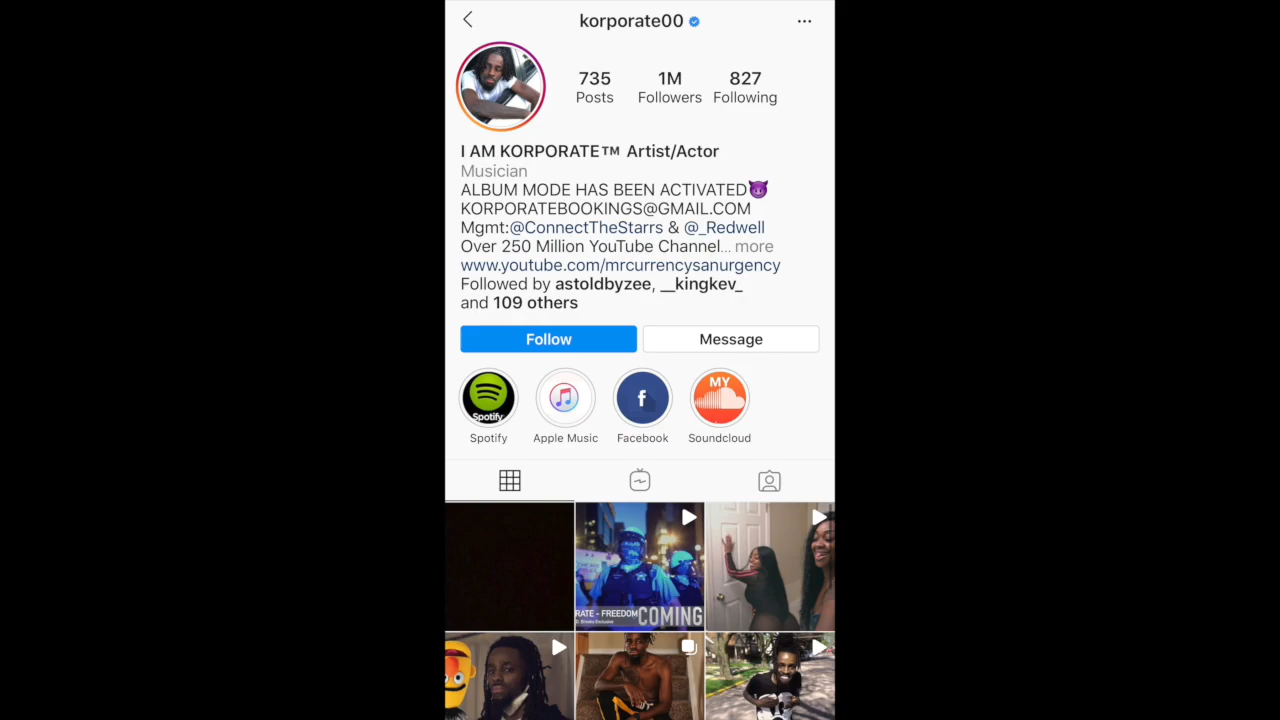 korporate00
735 1M 827
Posts Followers Following
I AM KORPORATE™ Artist/Actor
Musician
ALBUM MODE HAS BEEN ACTIVATED😈
KORPORATEBOOKINGS@GMAIL.COM
Mgmt:@ConnectTheStarrs & @_Redwell
Over 250 Million YouTube Channel... more
www.youtube.com/mrcurrencysanurgency
Followed by astoldbyzee, __kingkev_
and 109 others
Follow Message
Spotify
MY
Spotify Apple Music Facebook Soundcloud
RATE - FREEDOM COMING